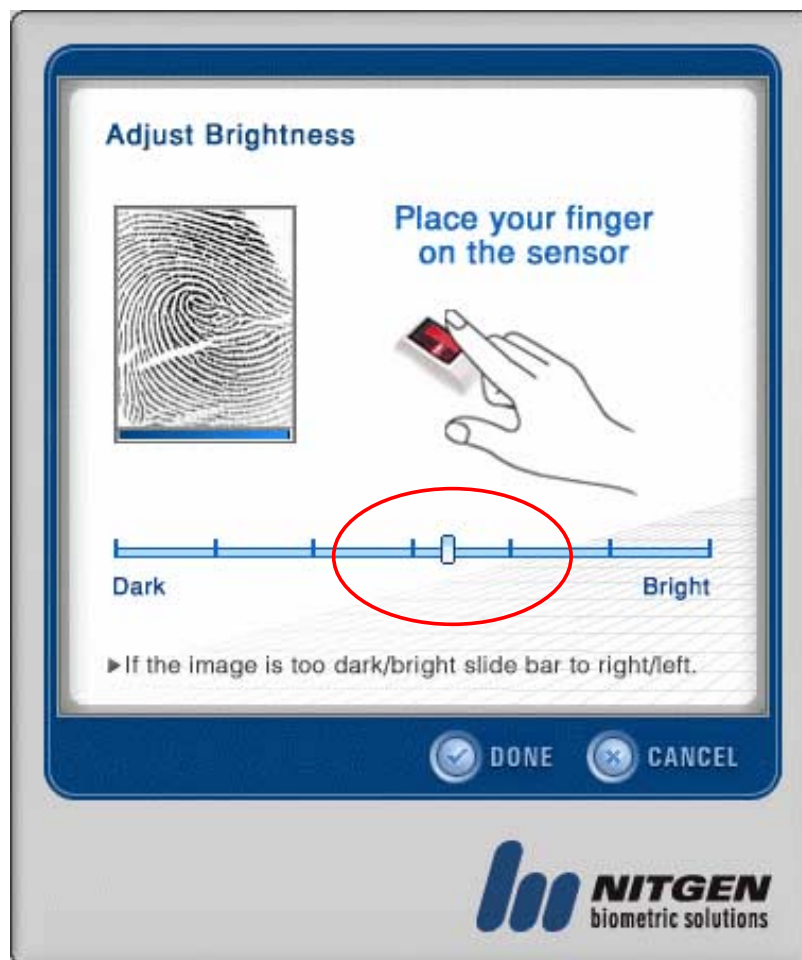 Adjust Brightness
Place your finger
on the sensor
Dark
Bright
▶If the image is too dark/bright slide bar to right/left.
DONE
CANCEL
NITGEN
biometric solutions